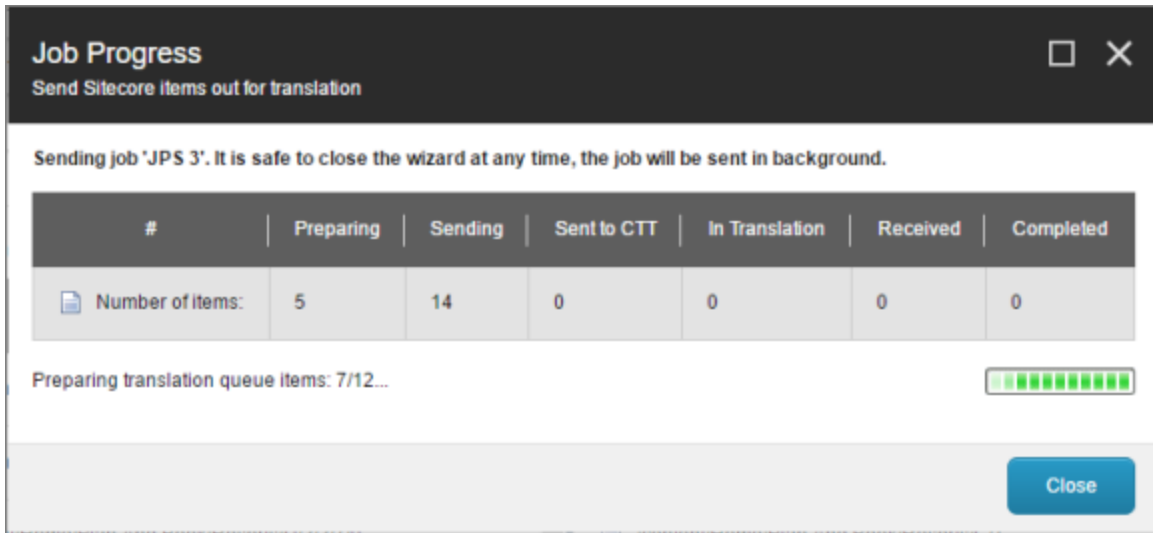 Job Progress
Send Sitecore items out for translation
Sending job 'JPS 3'. It is safe to close the wizard at any time, the job will be sent in background.
# Preparing Sending Sent to CTT In Translation Received Completed
Number of items: 5 14 0 0 0 0
Preparing translation queue items: 7/12...
Close